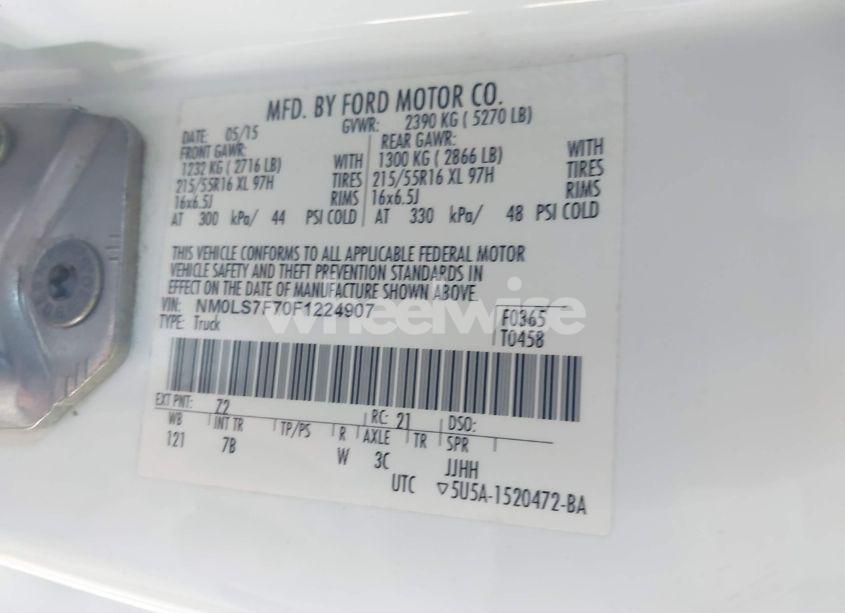 MFD. BY FORD MOTOR CO.
DATE: 05/15 GVWR: 2390 KG ( 5270 LB)
FRONT GAWR: REAR GAWR:
1232 KG ( 2716 LB) WITH 1300 KG ( 2866 LB) WITH
215/55R16 XL 97H TIRES 215/55R16 XL 97H TIRES
16x6.5J RIMS 16x6.5J RIMS
AT 300 kPa/ 44 PSI COLD AT 330 kPa/ 48 PSI COLD
THIS VEHICLE CONFORMS TO ALL APPLICABLE FEDERAL MOTOR
VEHICLE SAFETY AND THEFT PREVENTION STANDARDS IN
EFFECT ON THE DATE OF MANUFACTURE SHOWN ABOVE.
VIN: NM0LS7F70F1224907 F0365
TYPE: Truck T0458
wheelwise
EXT PNT: Z2 RC: 21 DSO:
WB INT TR TP/PS R AXLE TR SPR
121 7B W 3C JJHH
UTC ▽5U5A-1520472-BA